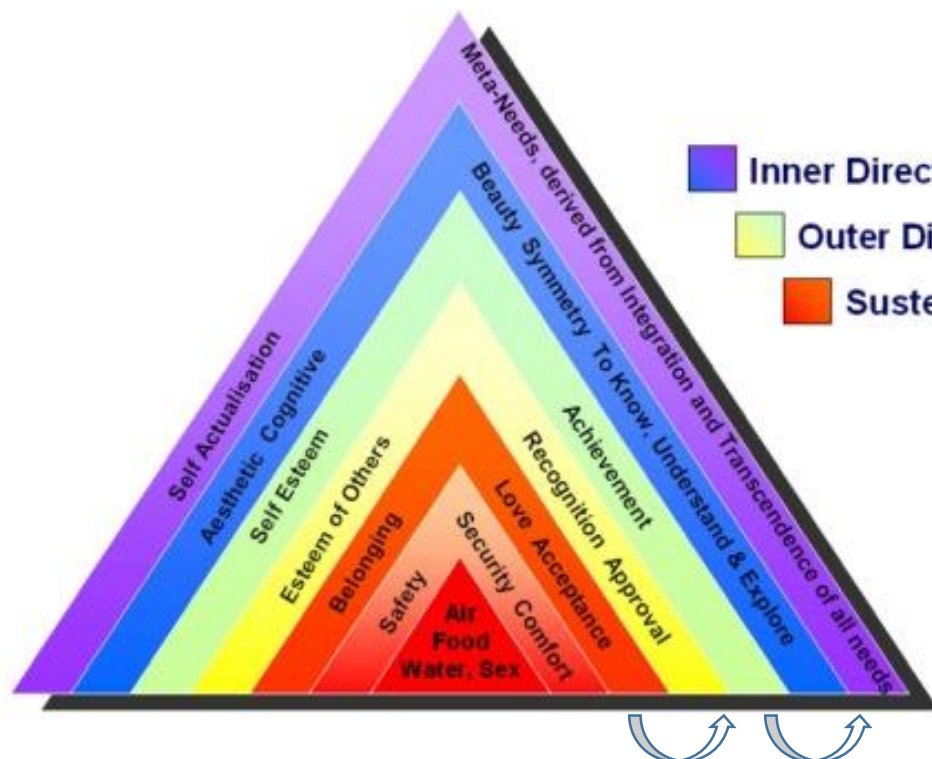 Meta-Needs, derived from Integration and Transcendence of all needs
Inner Direc
Outer Di
Suste
Self Actualisation
Aesthetic Cognitive
Beauty Symmetry To Know, Understand & Explore
Self Esteem
Achievement
Esteem of Others
Recognition Approval
Belonging
Love Acceptance
Safety
Security Comfort
Air
Food
Water, Sex